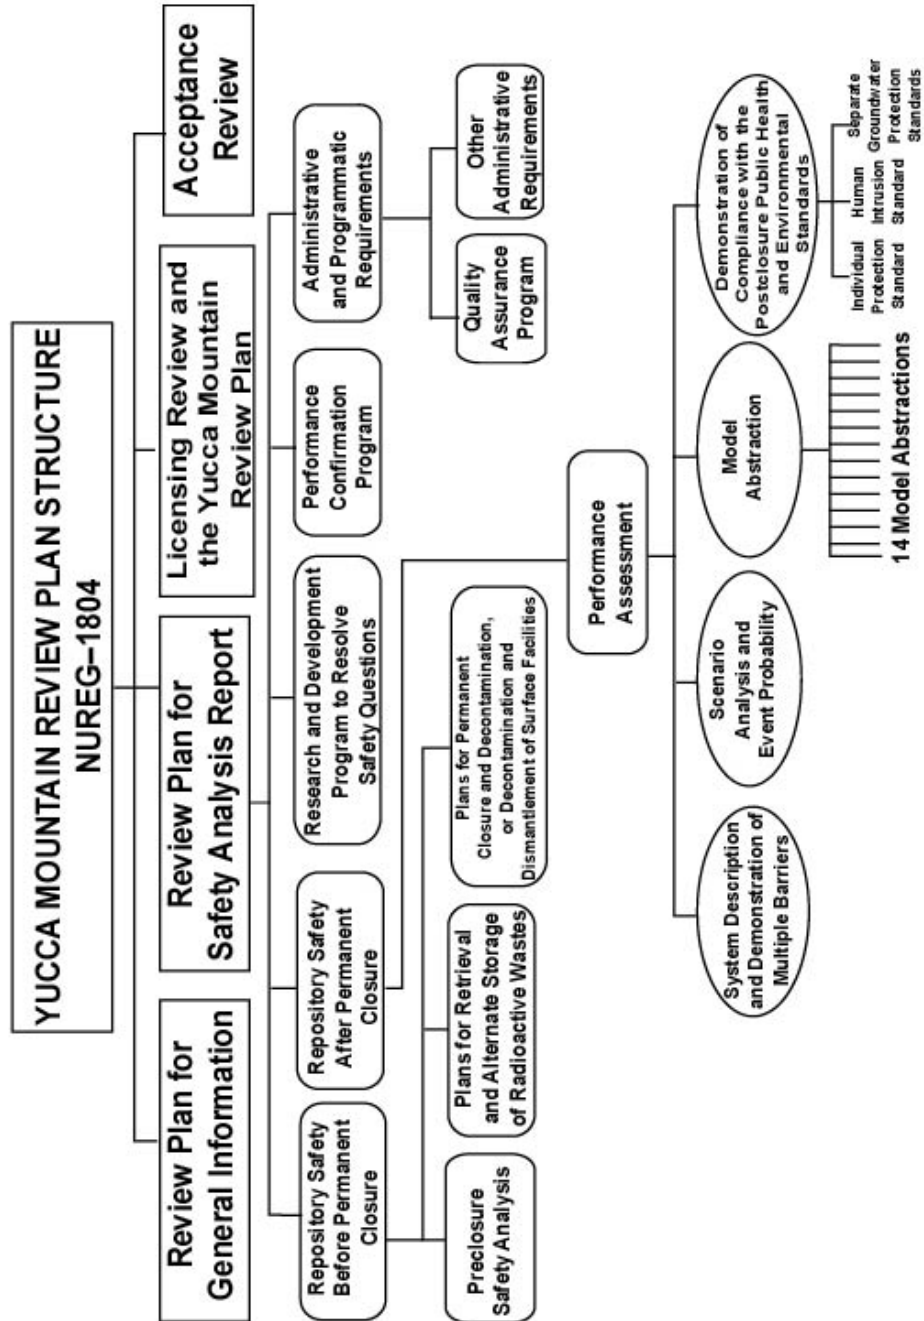 YUCCA MOUNTAIN REVIEW PLAN STRUCTURE
NUREG–1804
Review Plan for
General Information
Review Plan for
Safety Analysis Report
Licensing Review and
the Yucca Mountain
Review Plan
Acceptance
Review
Repository Safety
Before Permanent
Closure
Repository Safety
After Permanent
Closure
Research and Development
Program to Resolve
Safety Questions
Performance
Confirmation
Program
Administrative
and Programmatic
Requirements
Preclosure
Safety Analysis
Plans for Retrieval
and Alternate Storage
of Radioactive Wastes
Plans for Permanent
Closure and Decontamination,
or Decontamination and
Dismantlement of Surface Facilities
Quality
Assurance
Program
Other
Administrative
Requirements
Performance
Assessment
System Description
and Demonstration of
Multiple Barriers
Scenario
Analysis and
Event Probability
Model
Abstraction
Demonstration of
Compliance with the
Postclosure Public Health
and Environmental
Standards
14 Model Abstractions
Individual
Protection
Standard
Human
Intrusion
Standard
Separate
Groundwater
Protection
Standards